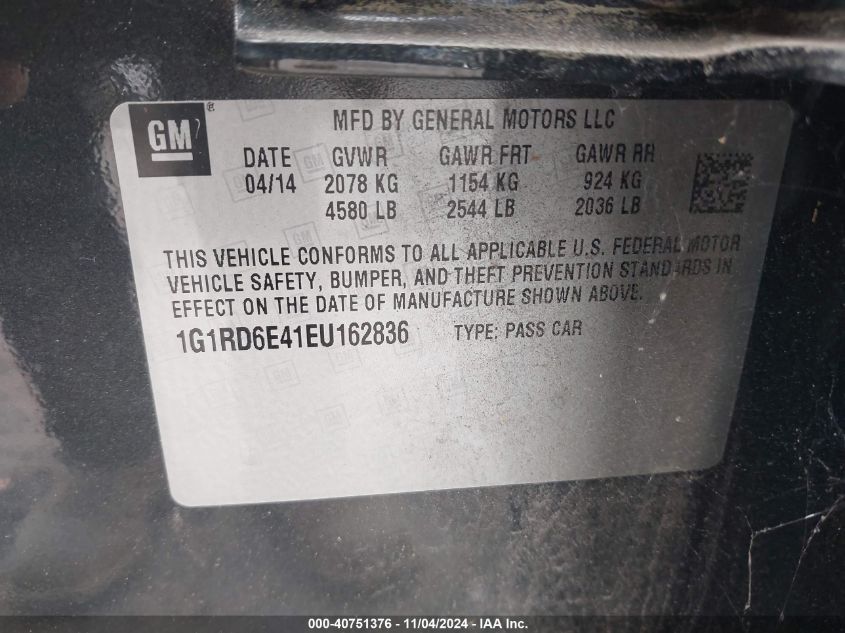 GM®
MFD BY GENERAL MOTORS LLC
DATE GVWR GAWR FRT GAWR RR
04/14 2078 KG 1154 KG 924 KG
4580 LB 2544 LB 2036 LB
THIS VEHICLE CONFORMS TO ALL APPLICABLE U.S. FEDERAL MOTOR
VEHICLE SAFETY, BUMPER, AND THEFT PREVENTION STANDARDS IN
EFFECT ON THE DATE OF MANUFACTURE SHOWN ABOVE.
1G1RD6E41EU162836 TYPE: PASS CAR
000-40751376 - 11/04/2024 - IAA Inc.